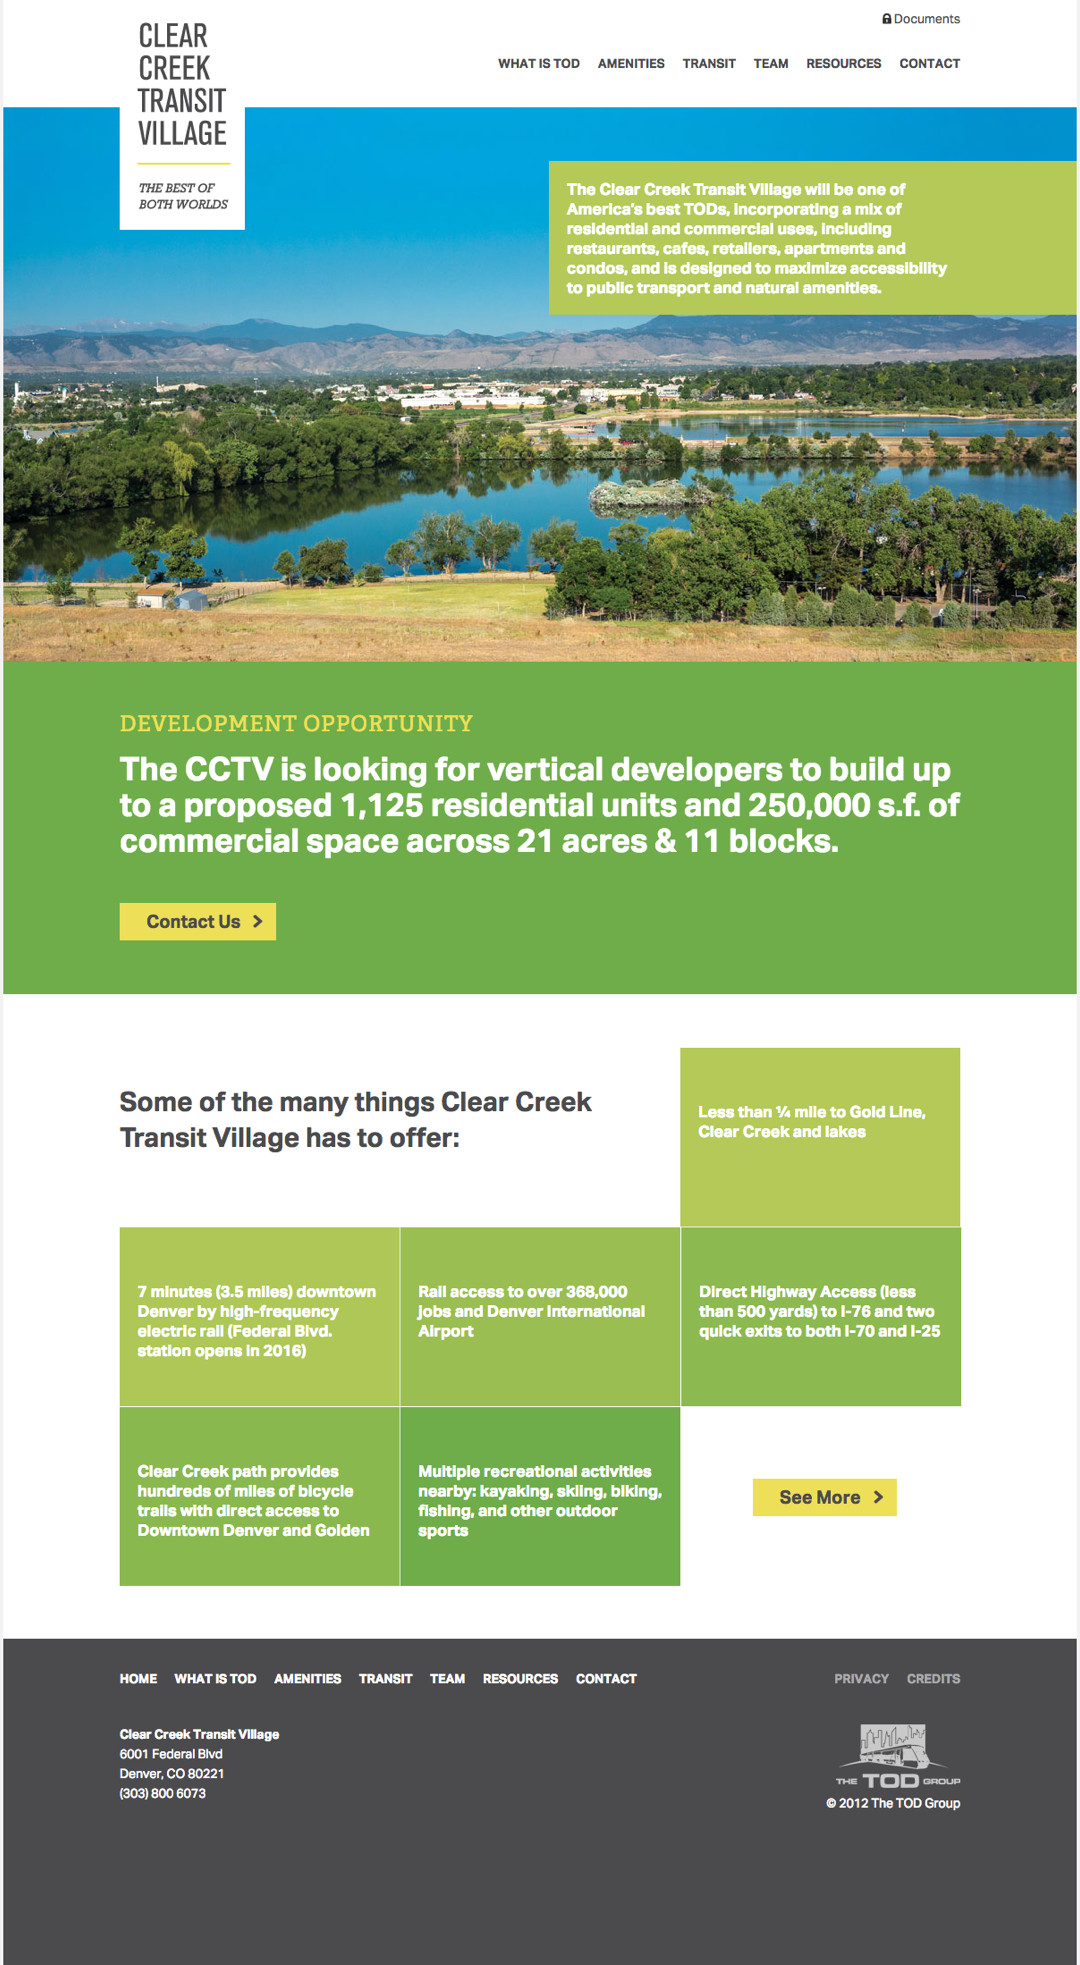 CLEAR
CREEK
TRANSIT
VILLAGE
THE BEST OF
BOTH WORLDS
Documents
WHAT IS TOD AMENITIES TRANSIT TEAM RESOURCES CONTACT
The Clear Creek Transit Village will be one of
America's best TODs, incorporating a mix of
residential and commercial uses, including
restaurants, cafes, retailers, apartments and
condos, and is designed to maximize accessibility
to public transport and natural amenities.
DEVELOPMENT OPPORTUNITY
The CCTV is looking for vertical developers to build up
to a proposed 1,125 residential units and 250,000 s.f. of
commercial space across 21 acres & 11 blocks.
Contact Us
Some of the many things Clear Creek
Transit Village has to offer:
Less than ¼ mile to Gold Line,
Clear Creek and lakes
7 minutes (3.5 miles) downtown
Denver by high-frequency
electric rail (Federal Blvd.
station opens in 2016)
Rail access to over 368,000
jobs and Denver International
Airport
Direct Highway Access (less
than 500 yards) to I-76 and two
quick exits to both I-70 and I-25
Clear Creek path provides
hundreds of miles of bicycle
trails with direct access to
Downtown Denver and Golden
Multiple recreational activities
nearby: kayaking, skiing, biking,
fishing, and other outdoor
sports
See More
HOME WHAT IS TOD AMENITIES TRANSIT TEAM RESOURCES CONTACT
PRIVACY CREDITS
Clear Creek Transit Village
6001 Federal Blvd
Denver, CO 80221
(303) 800 6073
THE TOD GROUP
© 2012 The TOD Group